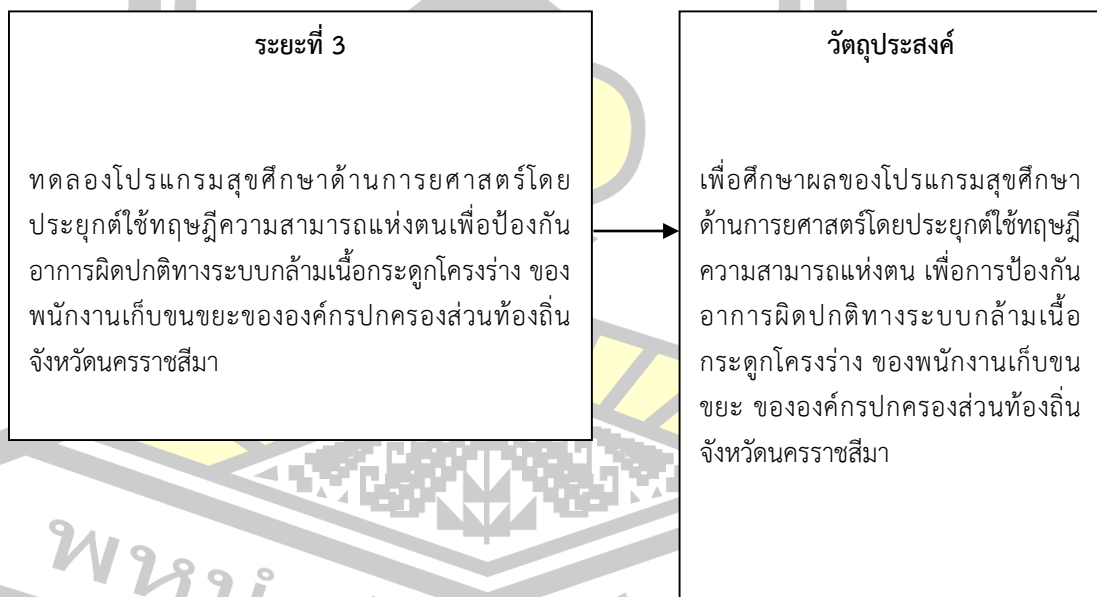 ระยะที่ 3
ทดลองโปรแกรมสุขศึกษาด้านการยศาสตร์โดย
ประยุกต์ใช้ทฤษฎีความสามารถแห่งตนเพื่อป้องกัน
อาการผิดปกติทางระบบกล้ามเนื้อกระดูกโครงร่าง ของ
พนักงานเก็บขนขยะขององค์กรปกครองส่วนท้องถิ่น
จังหวัดนครราชสีมา
วัตถุประสงค์
เพื่อศึกษาผลของโปรแกรมสุขศึกษา
ด้านการยศาสตร์โดยประยุกต์ใช้ทฤษฎี
ความสามารถแห่งตน เพื่อการป้องกัน
อาการผิดปกติทางระบบกล้ามเนื้อ
กระดูกโครงร่าง ของพนักงานเก็บขน
ขยะ ขององค์กรปกครองส่วนท้องถิ่น
จังหวัดนครราชสีมา